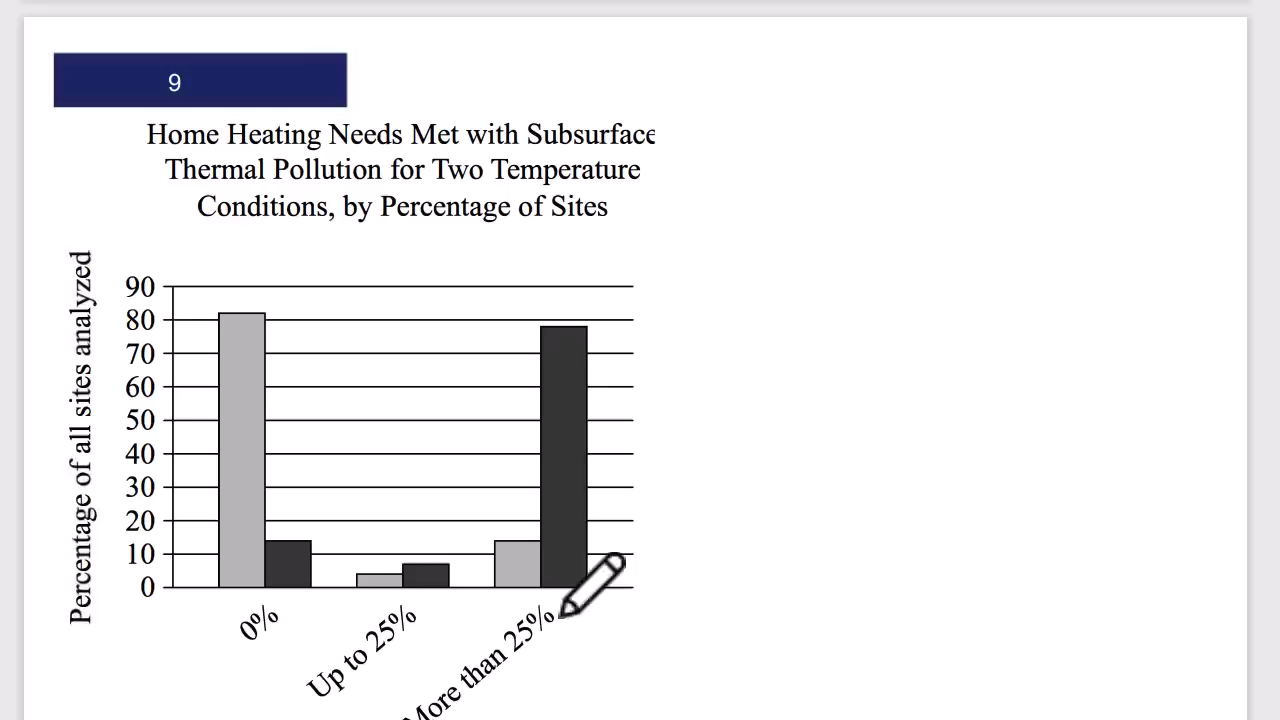 9
Home Heating Needs Met with Subsurface
Thermal Pollution for Two Temperature
Conditions, by Percentage of Sites
Percentage of all sites analyzed
90
80
70
60
50
40
30
20
10
0
0%
Up to 25%
More than 25%